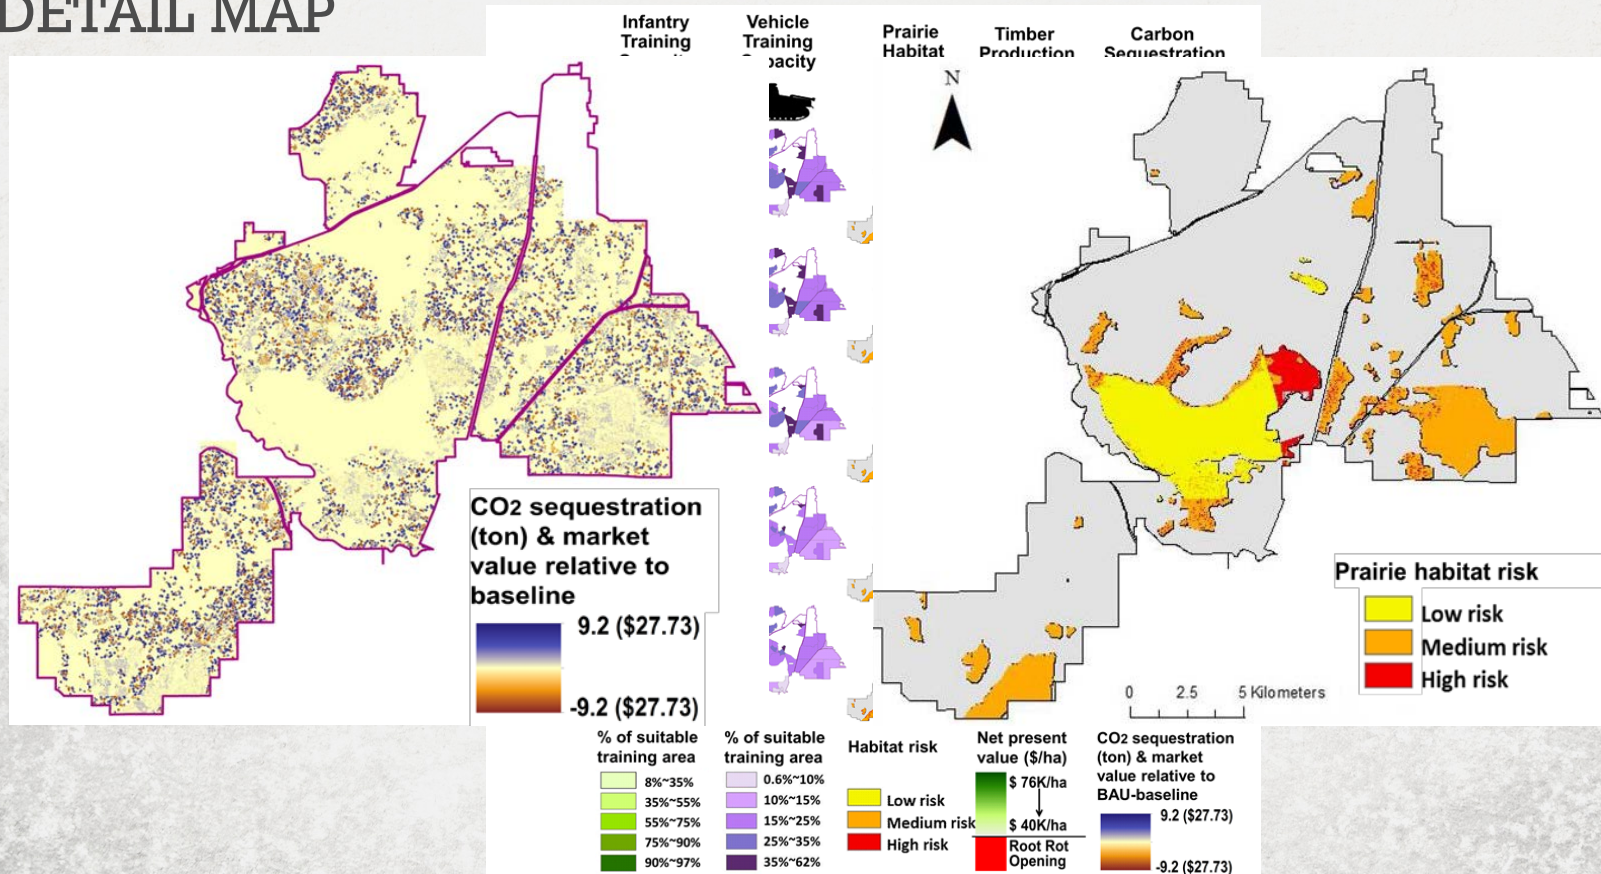 DETAIL MAP
Infantry
Training
Vehicle
Training
Capacity
Prairie
Habitat
Timber
Production
Carbon
Sequestration
N
CO2 sequestration
(ton) & market
value relative to
baseline
9.2 ($27.73)
-9.2 ($27.73)
Prairie habitat risk
Low risk
Medium risk
High risk
0 2.5 5 Kilometers
% of suitable
training area
8%~35%
35%~55%
55%~75%
75%~90%
90%~97%
% of suitable
training area
0.6%~10%
10%~15%
15%~25%
25%~35%
35%~62%
Habitat risk
Low risk
Medium risk
High risk
Net present
value ($/ha)
$ 76K/ha
$ 40K/ha
Root Rot
Opening
CO2 sequestration
(ton) & market
value relative to
BAU-baseline
9.2 ($27.73)
-9.2 ($27.73)